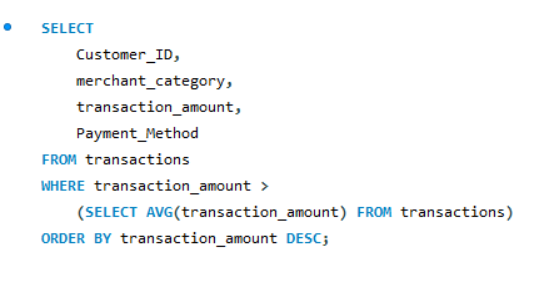 SELECT
Customer_ID,
merchant_category,
transaction_amount,
Payment_Method
FROM transactions
WHERE transaction_amount >
(SELECT AVG(transaction_amount) FROM transactions)
ORDER BY transaction_amount DESC;